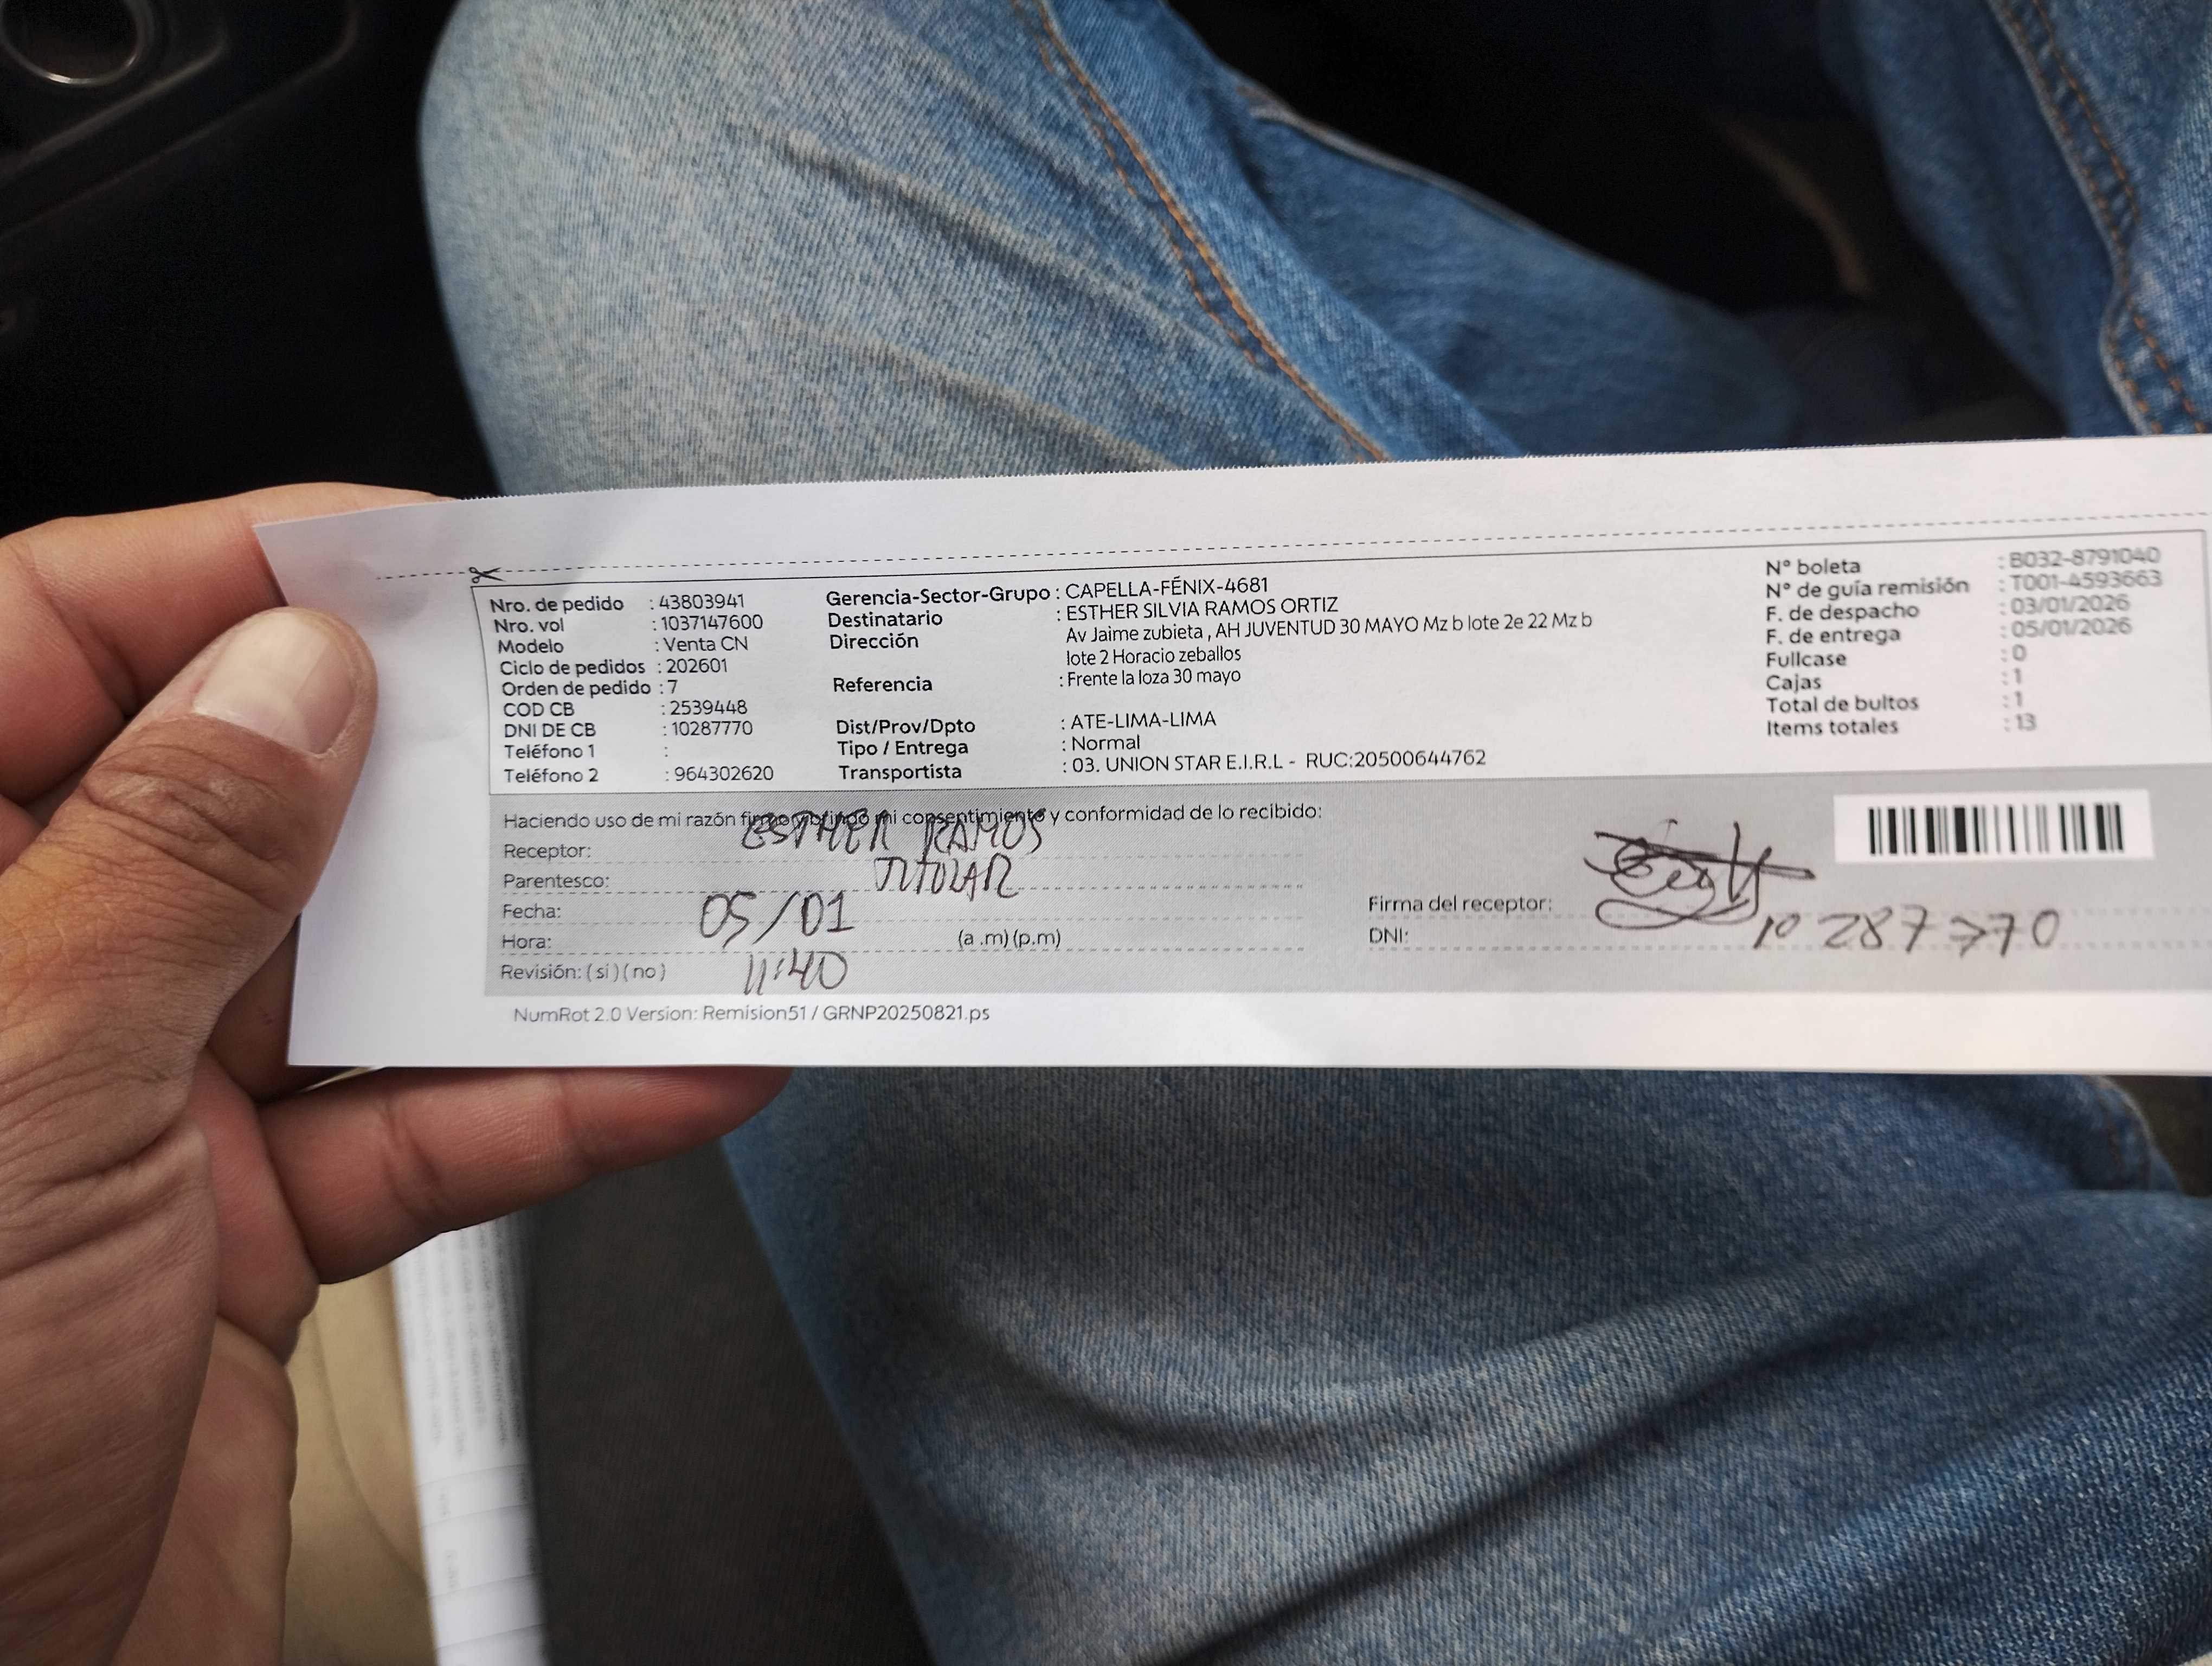 Nro. de pedido : 43803941
Nro. vol : 1037147600
Modelo : Venta CN
Ciclo de pedidos : 202601
Orden de pedido : 7
COD CB : 2539448
DNI DE CB : 10287770
Teléfono 1 :
Teléfono 2 : 964302620
Gerencia-Sector-Grupo : CAPELLA-FÉNIX-4681
Destinatario : ESTHER SILVIA RAMOS ORTIZ
Dirección Av Jaime zubieta , AH JUVENTUD 30 MAYO Mz b lote 2e 22 Mz b
lote 2 Horacio zeballos
Referencia : Frente la loza 30 mayo
Dist/Prov/Dpto : ATE-LIMA-LIMA
Tipo / Entrega : Normal
Transportista : 03. UNION STAR E.I.R.L - RUC:20500644762
N° boleta : B032-8791040
N° de guía remisión : T001-4593663
F. de despacho : 03/01/2026
F. de entrega : 05/01/2026
Fullcase : 0
Cajas : 1
Total de bultos : 1
Items totales : 13
Haciendo uso de mi razón firmo y brindo mi consentimiento y conformidad de lo recibido:
Receptor: ESTHER RAMOS
Parentesco: TITULAR
Fecha: 05/01
Hora: 11:40 (a .m) (p.m)
Revisión: ( si ) ( no )
Firma del receptor:
DNI: 10287770
NumRot 2.0 Version: Remision51 / GRNP20250821.ps